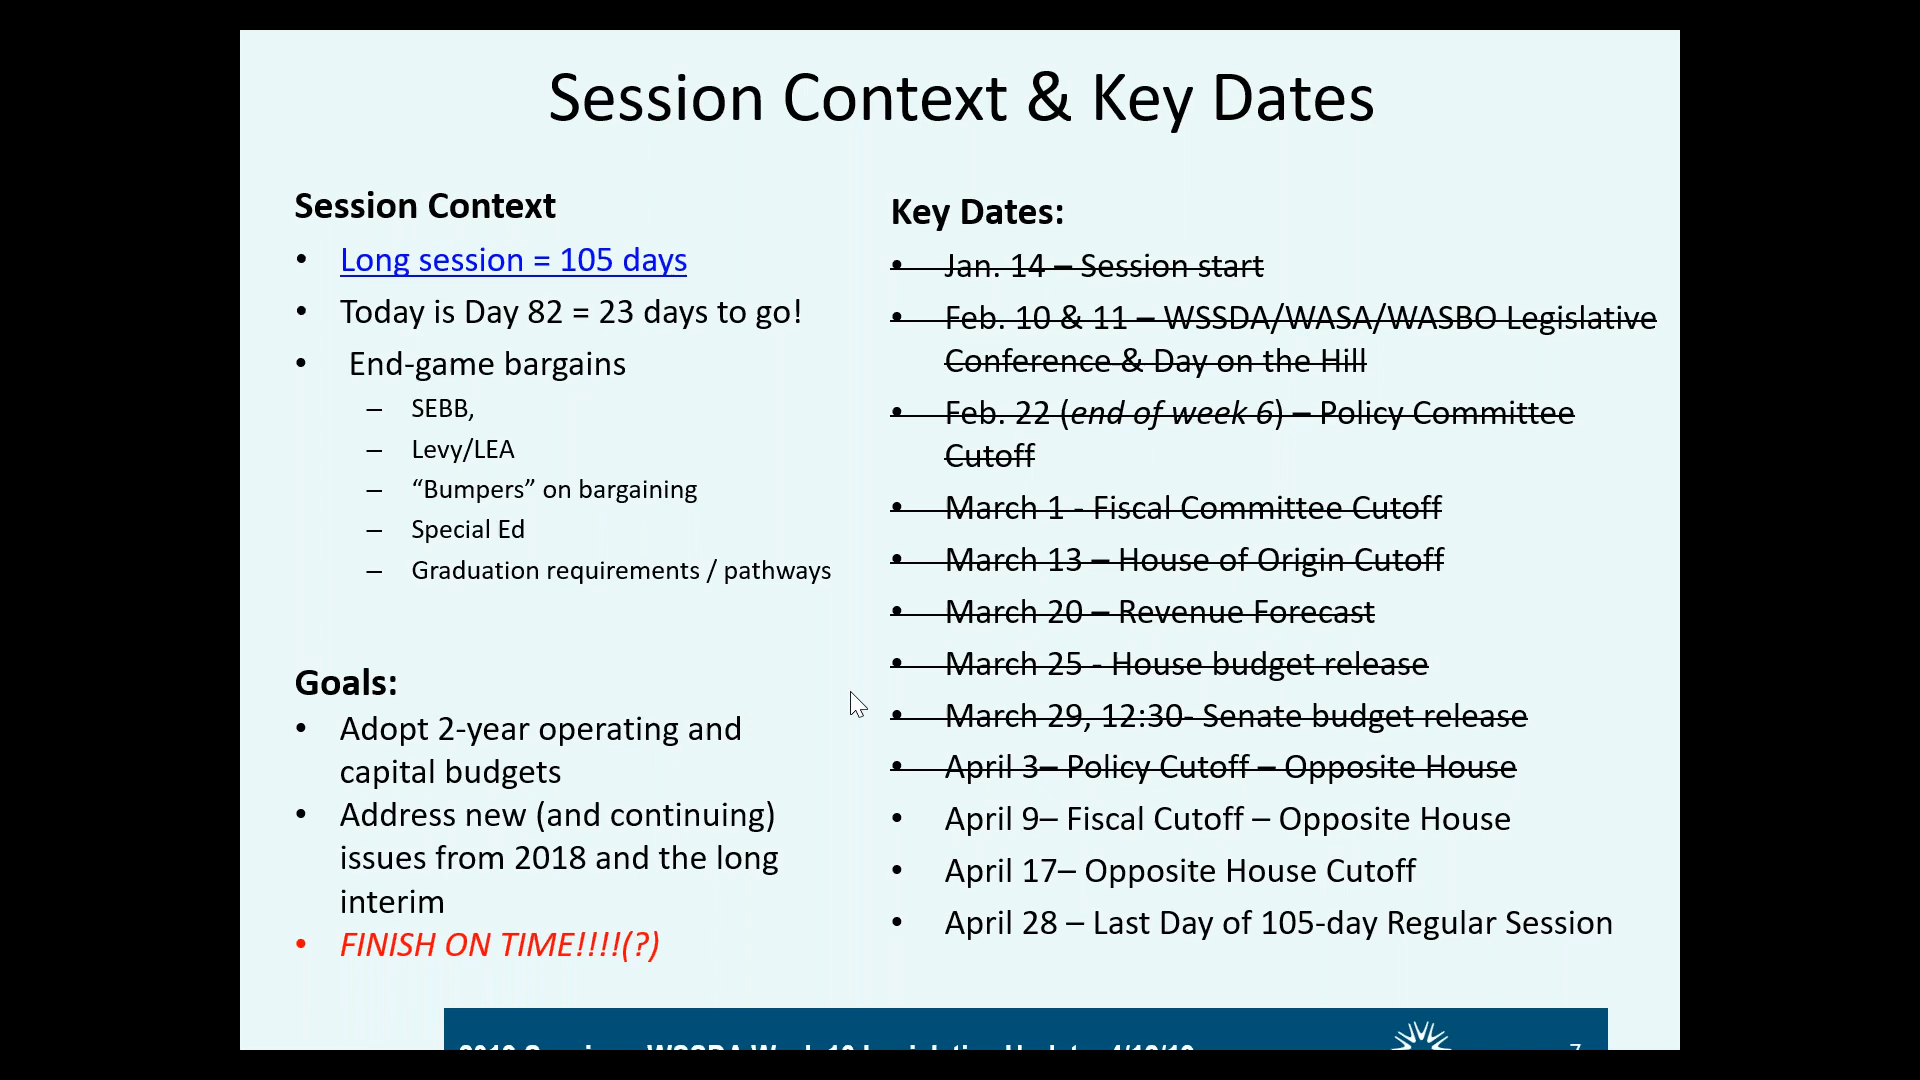 Session Context & Key Dates
Session Context
• Long session = 105 days
• Today is Day 82 = 23 days to go!
• End-game bargains
– SEBB,
– Levy/LEA
– “Bumpers” on bargaining
– Special Ed
– Graduation requirements / pathways
Goals:
• Adopt 2-year operating and
capital budgets
• Address new (and continuing)
issues from 2018 and the long
interim
• FINISH ON TIME!!!!(?)
Key Dates:
• Jan. 14 – Session start
• Feb. 10 & 11 – WSSDA/WASA/WASBO Legislative
Conference & Day on the Hill
• Feb. 22 (end of week 6) – Policy Committee
Cutoff
• March 1 - Fiscal Committee Cutoff
• March 13 – House of Origin Cutoff
• March 20 – Revenue Forecast
• March 25 - House budget release
• March 29, 12:30- Senate budget release
• April 3– Policy Cutoff – Opposite House
• April 9– Fiscal Cutoff – Opposite House
• April 17– Opposite House Cutoff
• April 28 – Last Day of 105-day Regular Session